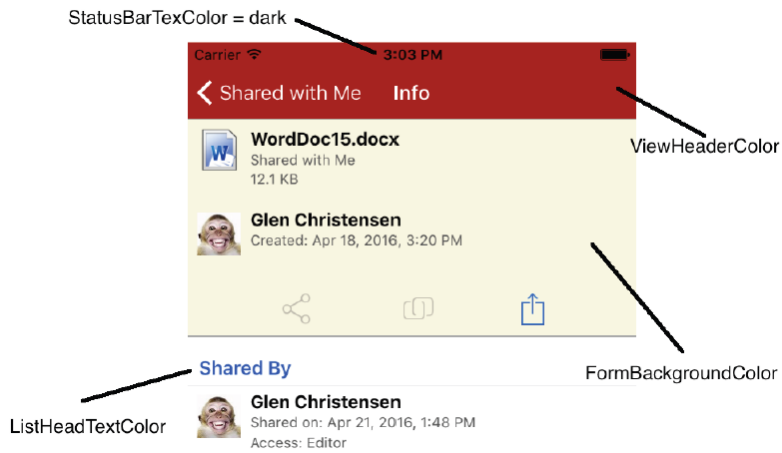 StatusBarTexColor = dark
Carrier 3:03 PM
Shared with Me Info
WordDoc15.docx
Shared with Me
12.1 KB
ViewHeaderColor
Glen Christensen
Created: Apr 18, 2016, 3:20 PM
Shared By
FormBackgroundColor
Glen Christensen
Shared on: Apr 21, 2016, 1:48 PM
ListHeadTextColor
Access: Editor